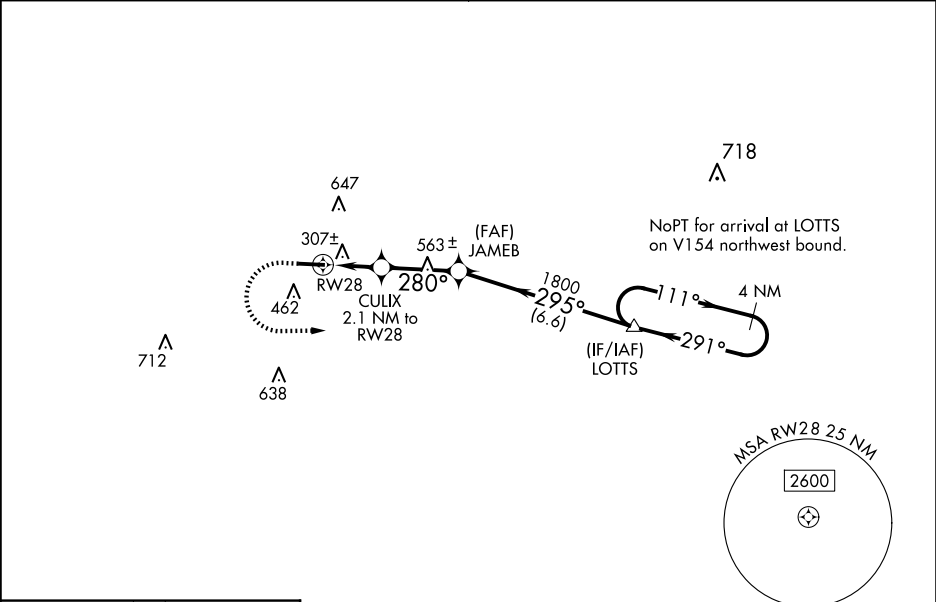 718
647
NoPT for arrival at LOTTS
on V154 northwest bound.
(FAF)
JAMEB
307±
563±
RW28
280°
1800
295°
(6.6)
111°
4 NM
462
CULIX
2.1 NM to
RW28
291°
(IF/IAF)
LOTTS
712
638
MSA RW28 25 NM
2600